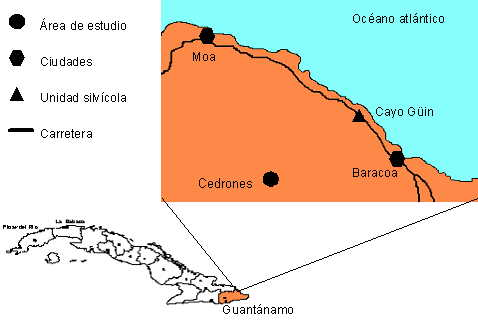 Área de estudio
Ciudades
Unidad silvícola
Carretera
Océano atlántico
Moa
Cayo Güin
Baracoa
Cedrones
La Habana
Pinar del Río
Guantánamo